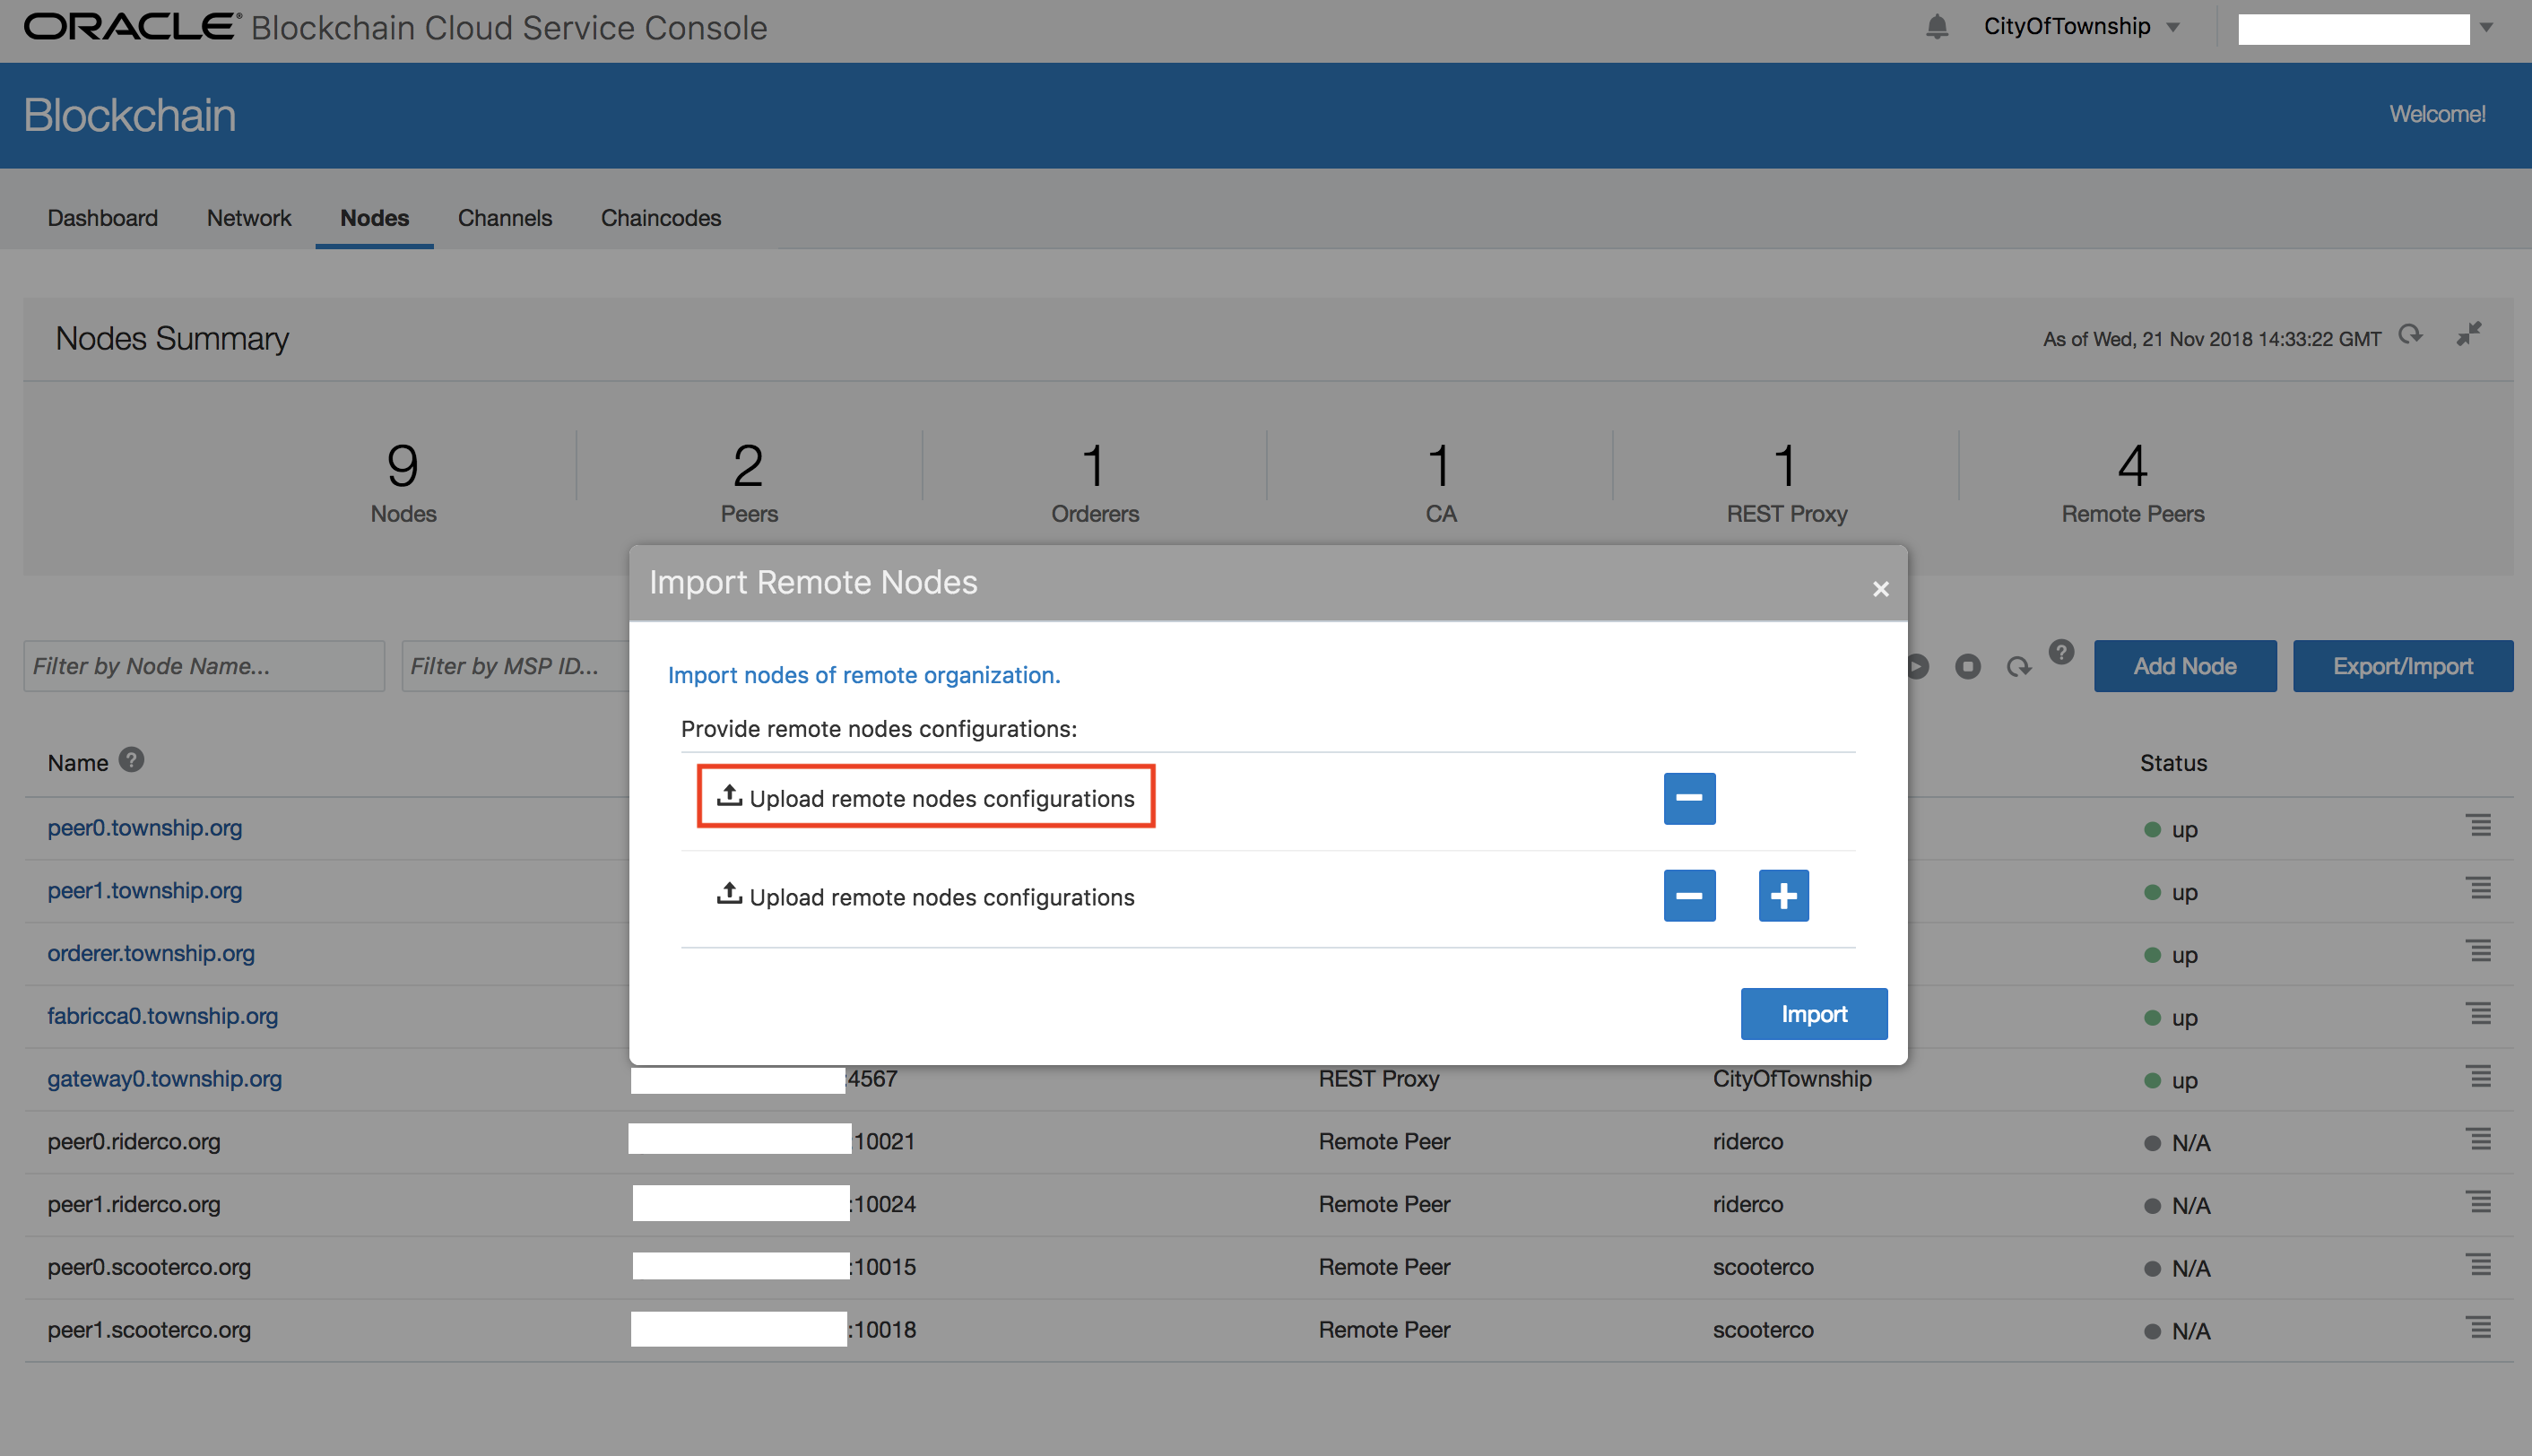 ORACLE® Blockchain Cloud Service Console
CityOfTownship
Blockchain
Welcome!
Dashboard Network Nodes Channels Chaincodes
Nodes Summary
As of Wed, 21 Nov 2018 14:33:22 GMT
9 2 1 1 1 4
Nodes Peers Orderers CA REST Proxy Remote Peers
Import Remote Nodes ×
Filter by Node Name... Filter by MSP ID... ? Add Node Export/Import
Import nodes of remote organization.
Provide remote nodes configurations:
Name ? Status
Upload remote nodes configurations
peer0.township.org up
peer1.township.org up
Upload remote nodes configurations
orderer.township.org up
fabricca0.township.org up
Import
gateway0.township.org :4567 REST Proxy CityOfTownship up
peer0.riderco.org :10021 Remote Peer riderco N/A
peer1.riderco.org :10024 Remote Peer riderco N/A
peer0.scooterco.org :10015 Remote Peer scooterco N/A
peer1.scooterco.org :10018 Remote Peer scooterco N/A